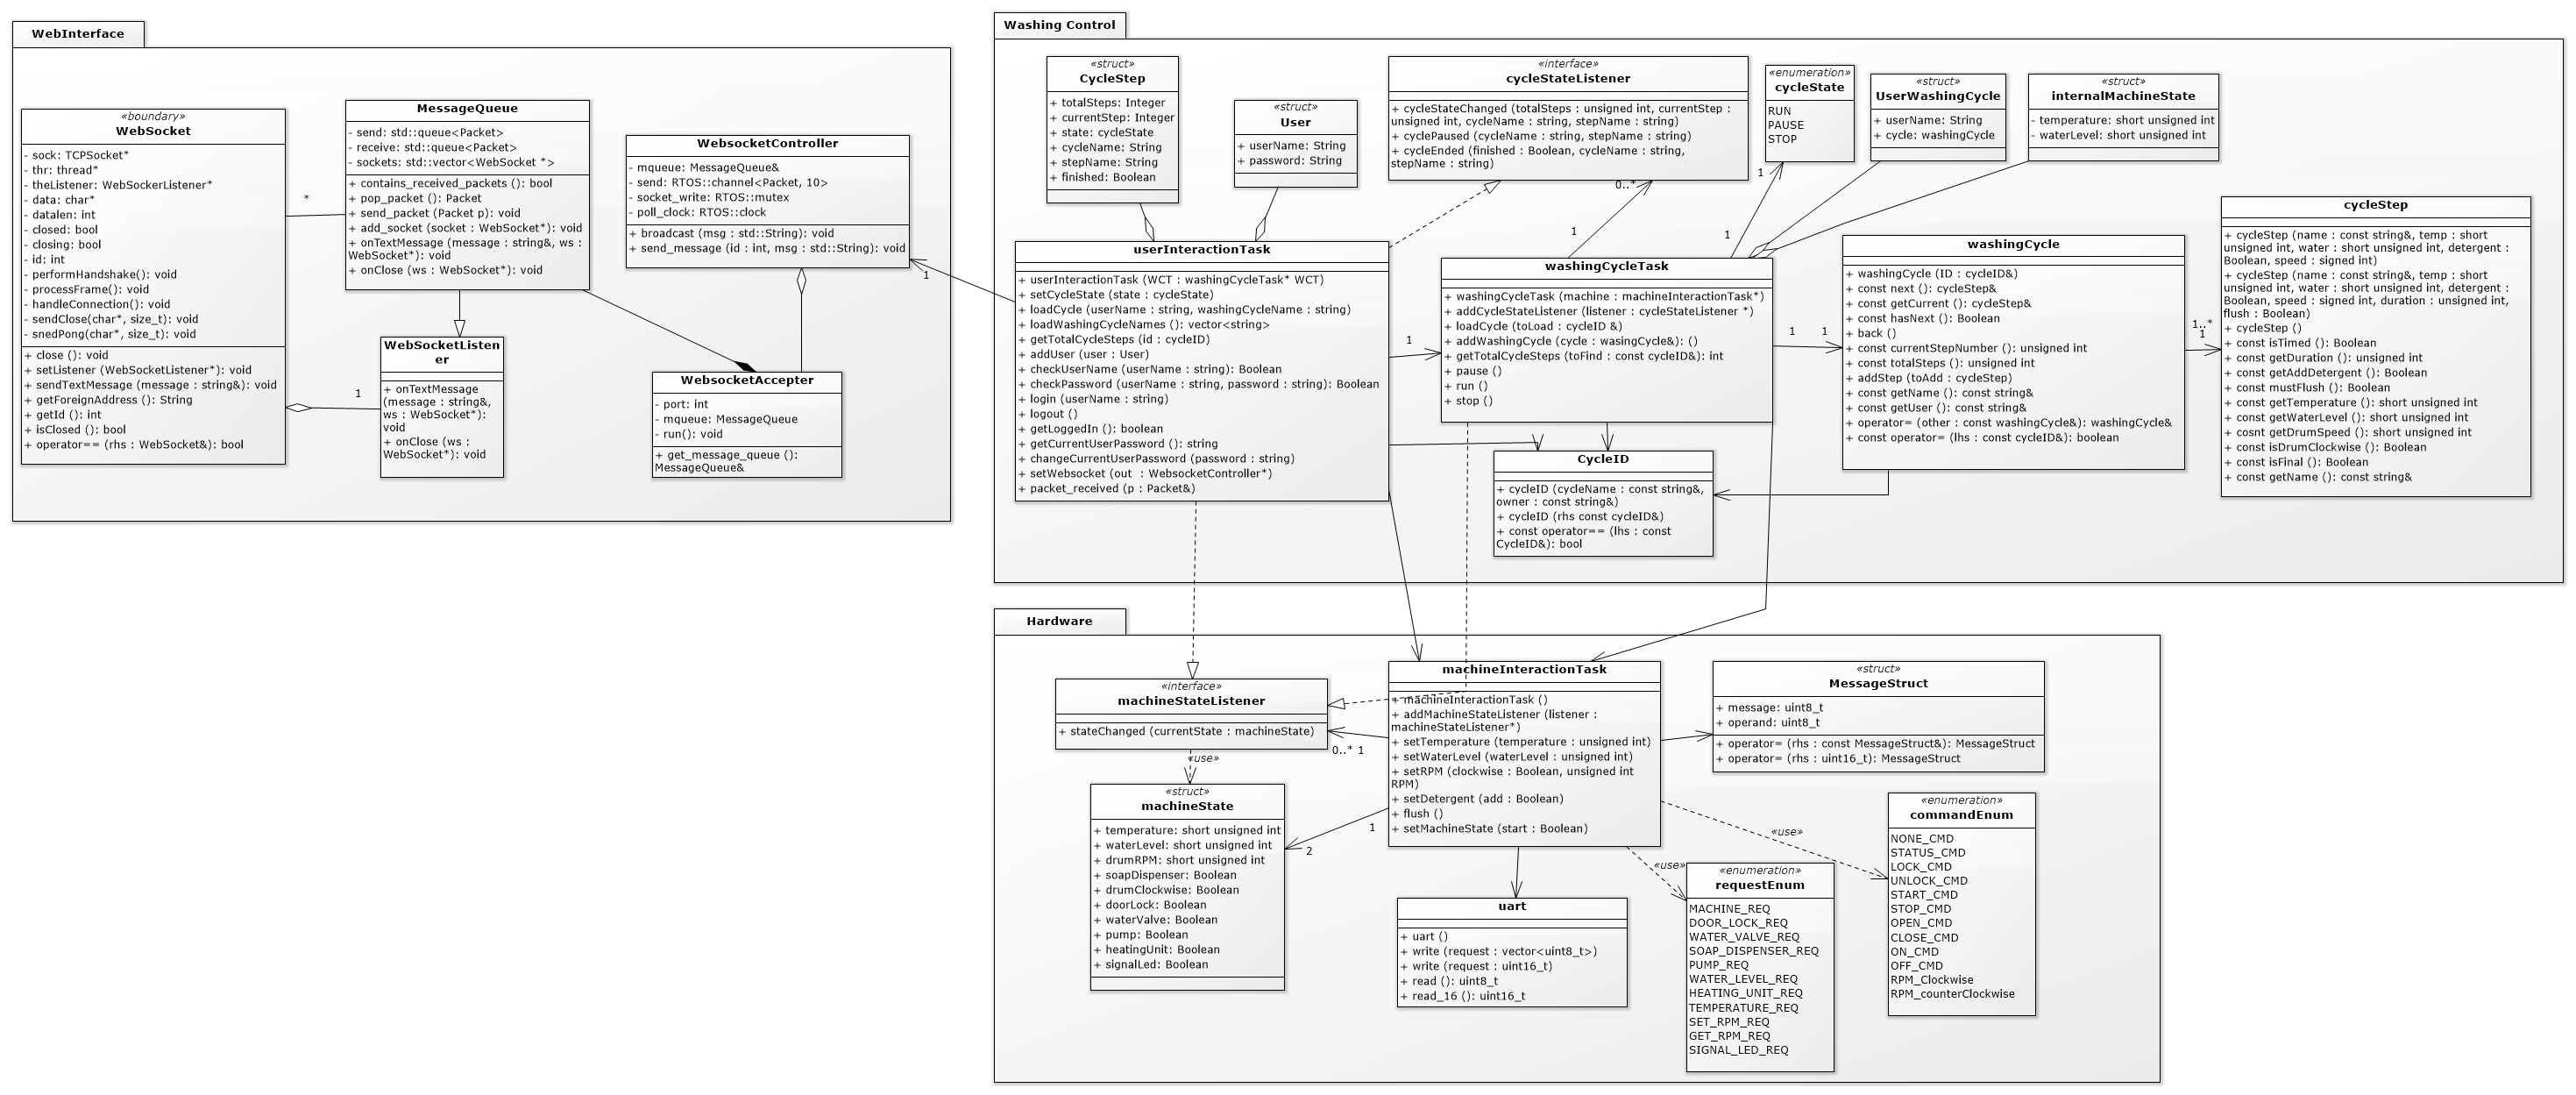 WebInterface
«boundary»
WebSocket
- sock: TCPSocket*
- thr: thread*
- theListener: WebSockerListener*
- data: char*
- datalen: int
- closed: bool
- closing: bool
- id: int
- performHandshake(): void
- processFrame(): void
- handleConnection(): void
- sendClose(char*, size_t): void
- snedPong(char*, size_t): void
+ close (): void
+ setListener (WebSocketListener*): void
+ sendTextMessage (message : string&): void
+ getForeignAddress (): String
+ getId (): int
+ isClosed (): bool
+ operator== (rhs : WebSocket&): bool
*
1
MessageQueue
- send: std::queue<Packet>
- receive: std::queue<Packet>
- sockets: std::vector<WebSocket *>
+ contains_received_packets (): bool
+ pop_packet (): Packet
+ send_packet (Packet p): void
+ add_socket (socket : WebSocket*): void
+ onTextMessage (message : string&, ws :
WebSocket*): void
+ onClose (ws : WebSocket*): void
WebSocketListen
er
+ onTextMessage
(message : string&,
ws : WebSocket*):
void
+ onClose (ws :
WebSocket*): void
WebsocketController
- mqueue: MessageQueue&
- send: RTOS::channel<Packet, 10>
- socket_write: RTOS::mutex
- poll_clock: RTOS::clock
+ broadcast (msg : std::String): void
+ send_message (id : int, msg : std::String): void
1
WebsocketAccepter
- port: int
- mqueue: MessageQueue
- run(): void
+ get_message_queue ():
MessageQueue&
Washing Control
«struct»
CycleStep
+ totalSteps: Integer
+ currentStep: Integer
+ state: cycleState
+ cycleName: String
+ stepName: String
+ finished: Boolean
«struct»
User
+ userName: String
+ password: String
«interface»
cycleStateListener
+ cycleStateChanged (totalSteps : unsigned int, currentStep :
unsigned int, cycleName : string, stepName : string)
+ cyclePaused (cycleName : string, stepName : string)
+ cycleEnded (finished : Boolean, cycleName : string,
stepName : string)
0..*
1
«enumeration»
cycleState
RUN
PAUSE
STOP
1
1
«struct»
UserWashingCycle
+ userName: String
+ cycle: washingCycle
«struct»
internalMachineState
- temperature: short unsigned int
- waterLevel: short unsigned int
userInteractionTask
+ userInteractionTask (WCT : washingCycleTask* WCT)
+ setCycleState (state : cycleState)
+ loadCycle (userName : string, washingCycleName : string)
+ loadWashingCycleNames (): vector<string>
+ getTotalCycleSteps (id : cycleID)
+ addUser (user : User)
+ checkUserName (userName : string): Boolean
+ checkPassword (userName : string, password : string): Boolean
+ login (userName : string)
+ logout ()
+ getLoggedIn (): boolean
+ getCurrentUserPassword (): string
+ changeCurrentUserPassword (password : string)
+ setWebsocket (out : WebsocketController*)
+ packet_received (p : Packet&)
1
washingCycleTask
+ washingCycleTask (machine : machineInteractionTask*)
+ addCycleStateListener (listener : cycleStateListener *)
+ loadCycle (toLoad : cycleID &)
+ addWashingCycle (cycle : wasingCycle&): ()
+ getTotalCycleSteps (toFind : const cycleID&): int
+ pause ()
+ run ()
+ stop ()
1
1
washingCycle
+ washingCycle (ID : cycleID&)
+ const next (): cycleStep&
+ const getCurrent (): cycleStep&
+ const hasNext (): Boolean
+ back ()
+ const currentStepNumber (): unsigned int
+ const totalSteps (): unsigned int
+ addStep (toAdd : cycleStep)
+ const getName (): const string&
+ const getUser (): const string&
+ operator= (other : const washingCycle&): washingCycle&
+ const operator= (lhs : const cycleID&): boolean
1..*
1
cycleStep
+ cycleStep (name : const string&, temp : short
unsigned int, water : short unsigned int, detergent :
Boolean, speed : signed int)
+ cycleStep (name : const string&, temp : short
unsigned int, water : short unsigned int, detergent :
Boolean, speed : signed int, duration : unsigned int,
flush : Boolean)
+ cycleStep ()
+ const isTimed (): Boolean
+ const getDuration (): unsigned int
+ const getAddDetergent (): Boolean
+ const mustFlush (): Boolean
+ const getTemperature (): short unsigned int
+ const getWaterLevel (): short unsigned int
+ cosnt getDrumSpeed (): short unsigned int
+ const isDrumClockwise (): Boolean
+ const isFinal (): Boolean
+ const getName (): const string&
CycleID
+ cycleID (cycleName : const string&,
owner : const string&)
+ cycleID (rhs const cycleID&)
+ const operator== (lhs : const
CycleID&): bool
Hardware
«interface»
machineStateListener
+ stateChanged (currentState : machineState)
0..* 1
«use»
«struct»
machineState
+ temperature: short unsigned int
+ waterLevel: short unsigned int
+ drumRPM: short unsigned int
+ soapDispenser: Boolean
+ drumClockwise: Boolean
+ doorLock: Boolean
+ waterValve: Boolean
+ pump: Boolean
+ heatingUnit: Boolean
+ signalLed: Boolean
1
2
machineInteractionTask
+ machineInteractionTask ()
+ addMachineStateListener (listener :
machineStateListener*)
+ setTemperature (temperature : unsigned int)
+ setWaterLevel (waterLevel : unsigned int)
+ setRPM (clockwise : Boolean, unsigned int
RPM)
+ setDetergent (add : Boolean)
+ flush ()
+ setMachineState (start : Boolean)
uart
+ uart ()
+ write (request : vector<uint8_t>)
+ write (request : uint16_t)
+ read (): uint8_t
+ read_16 (): uint16_t
«struct»
MessageStruct
+ message: uint8_t
+ operand: uint8_t
+ operator= (rhs : const MessageStruct&): MessageStruct
+ operator= (rhs : uint16_t): MessageStruct
«use»
«use»
«enumeration»
requestEnum
MACHINE_REQ
DOOR_LOCK_REQ
WATER_VALVE_REQ
SOAP_DISPENSER_REQ
PUMP_REQ
WATER_LEVEL_REQ
HEATING_UNIT_REQ
TEMPERATURE_REQ
SET_RPM_REQ
GET_RPM_REQ
SIGNAL_LED_REQ
«enumeration»
commandEnum
NONE_CMD
STATUS_CMD
LOCK_CMD
UNLOCK_CMD
START_CMD
STOP_CMD
OPEN_CMD
CLOSE_CMD
ON_CMD
OFF_CMD
RPM_Clockwise
RPM_counterClockwise